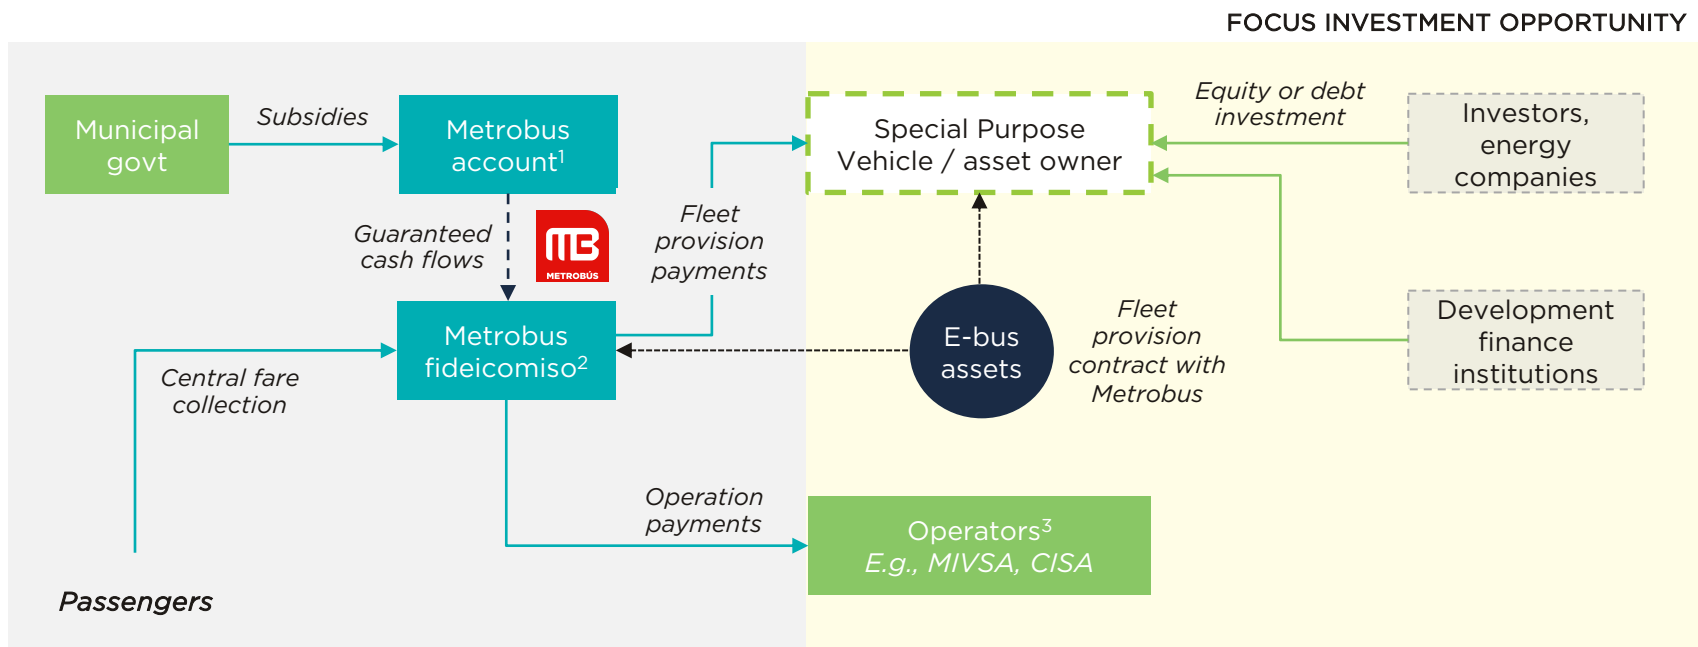 FOCUS INVESTMENT OPPORTUNITY
Municipal
govt
Subsidies
Metrobus
account1
Guaranteed
cash flows
MB
METROBÚS
Fleet
provision
payments
Special Purpose
Vehicle / asset owner
Equity or debt
investment
Investors,
energy
companies
Metrobus
fideicomiso2
Central fare
collection
E-bus
assets
Fleet
provision
contract with
Metrobus
Development
finance
institutions
Operation
payments
Operators3
E.g., MIVSA, CISA
Passengers